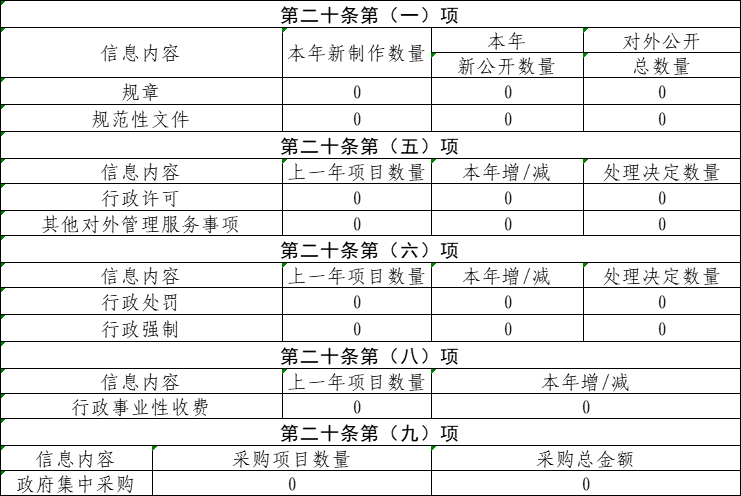 第二十条第（一）项
信息内容 本年新制作数量 本年新公开数量 对外公开总数量
规章 0 0 0
规范性文件 0 0 0
第二十条第（五）项
信息内容 上一年项目数量 本年增/减 处理决定数量
行政许可 0 0 0
其他对外管理服务事项 0 0 0
第二十条第（六）项
信息内容 上一年项目数量 本年增/减 处理决定数量
行政处罚 0 0 0
行政强制 0 0 0
第二十条第（八）项
信息内容 上一年项目数量 本年增/减
行政事业性收费 0 0
第二十条第（九）项
信息内容 采购项目数量 采购总金额
政府集中采购 0 0